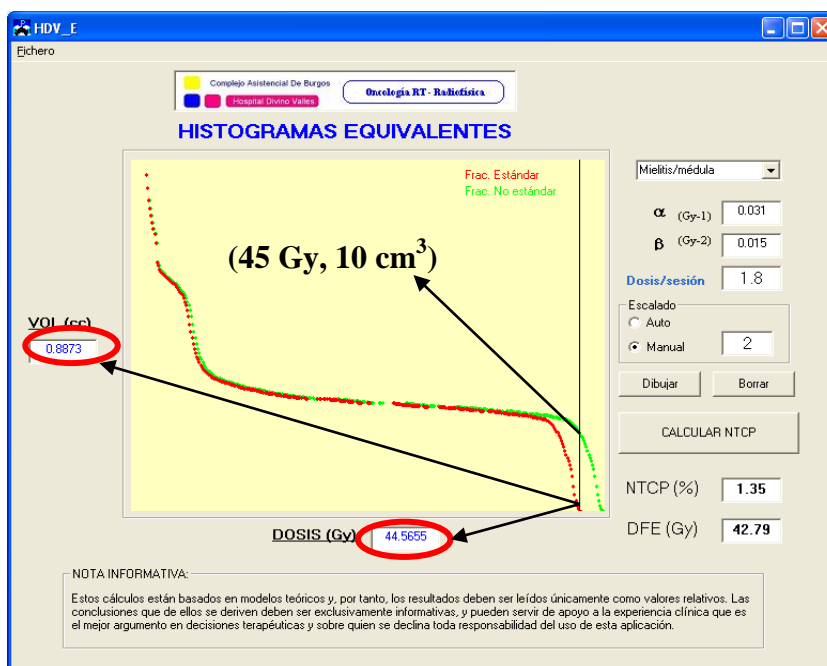 HDV_E
Fichero
Complejo Asistencial De Burgos
Hospital Divino Valles
Oncología RT - Radiofísica
HISTOGRAMAS EQUIVALENTES
Frac. Estándar
Frac. No estándar
(45 Gy, 10 cm³)
VOL (cc)
0.8873
DOSIS (Gy)
44.5655
Mielitis/médula
α (Gy-1) 0.031
β (Gy-2) 0.015
Dosis/sesión 1.8
Escalado
Auto
Manual 2
Dibujar Borrar
CALCULAR NTCP
NTCP (%) 1.35
DFE (Gy) 42.79
NOTA INFORMATIVA:
Estos cálculos están basados en modelos teóricos y, por tanto, los resultados deben ser leídos únicamente como valores relativos. Las
conclusiones que de ellos se deriven deben ser exclusivamente informativas, y pueden servir de apoyo a la experiencia clínica que es
el mejor argumento en decisiones terapéuticas y sobre quien se declina toda responsabilidad del uso de esta aplicación.